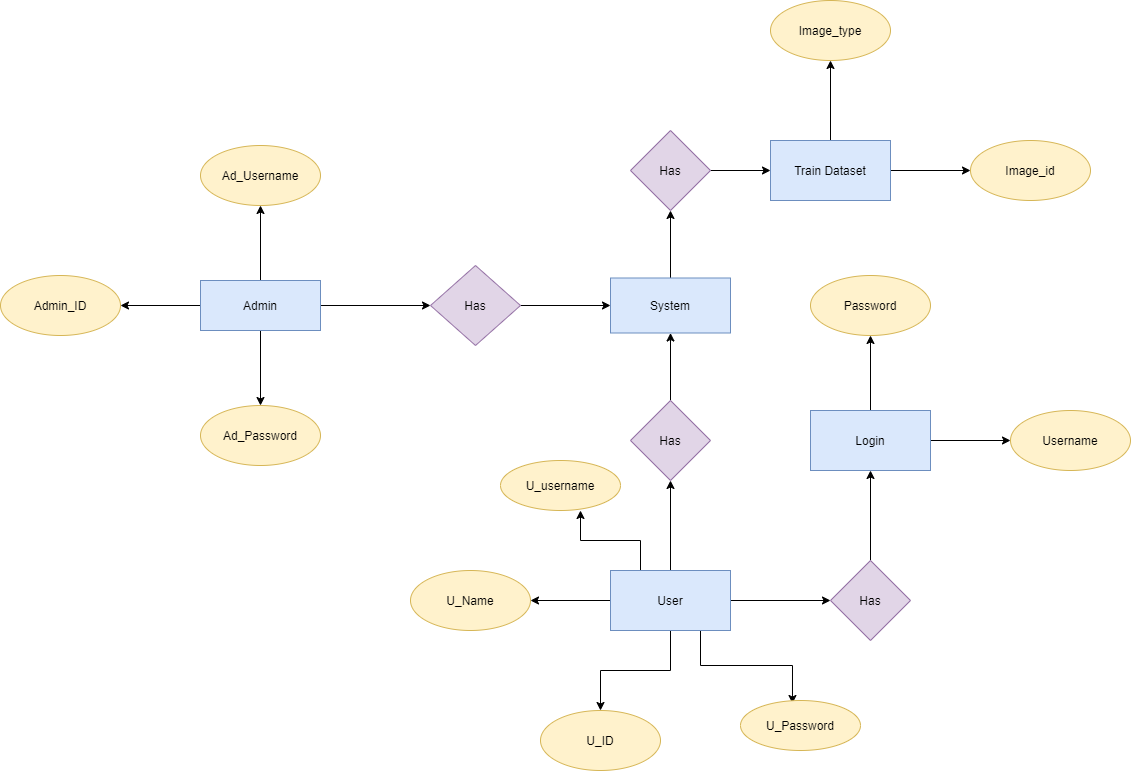 Image_type
Has
Train Dataset
Image_id
Ad_Username
Admin_ID
Admin
Has
System
Password
Ad_Password
Has
Login
Username
U_username
U_Name
User
Has
U_ID
U_Password